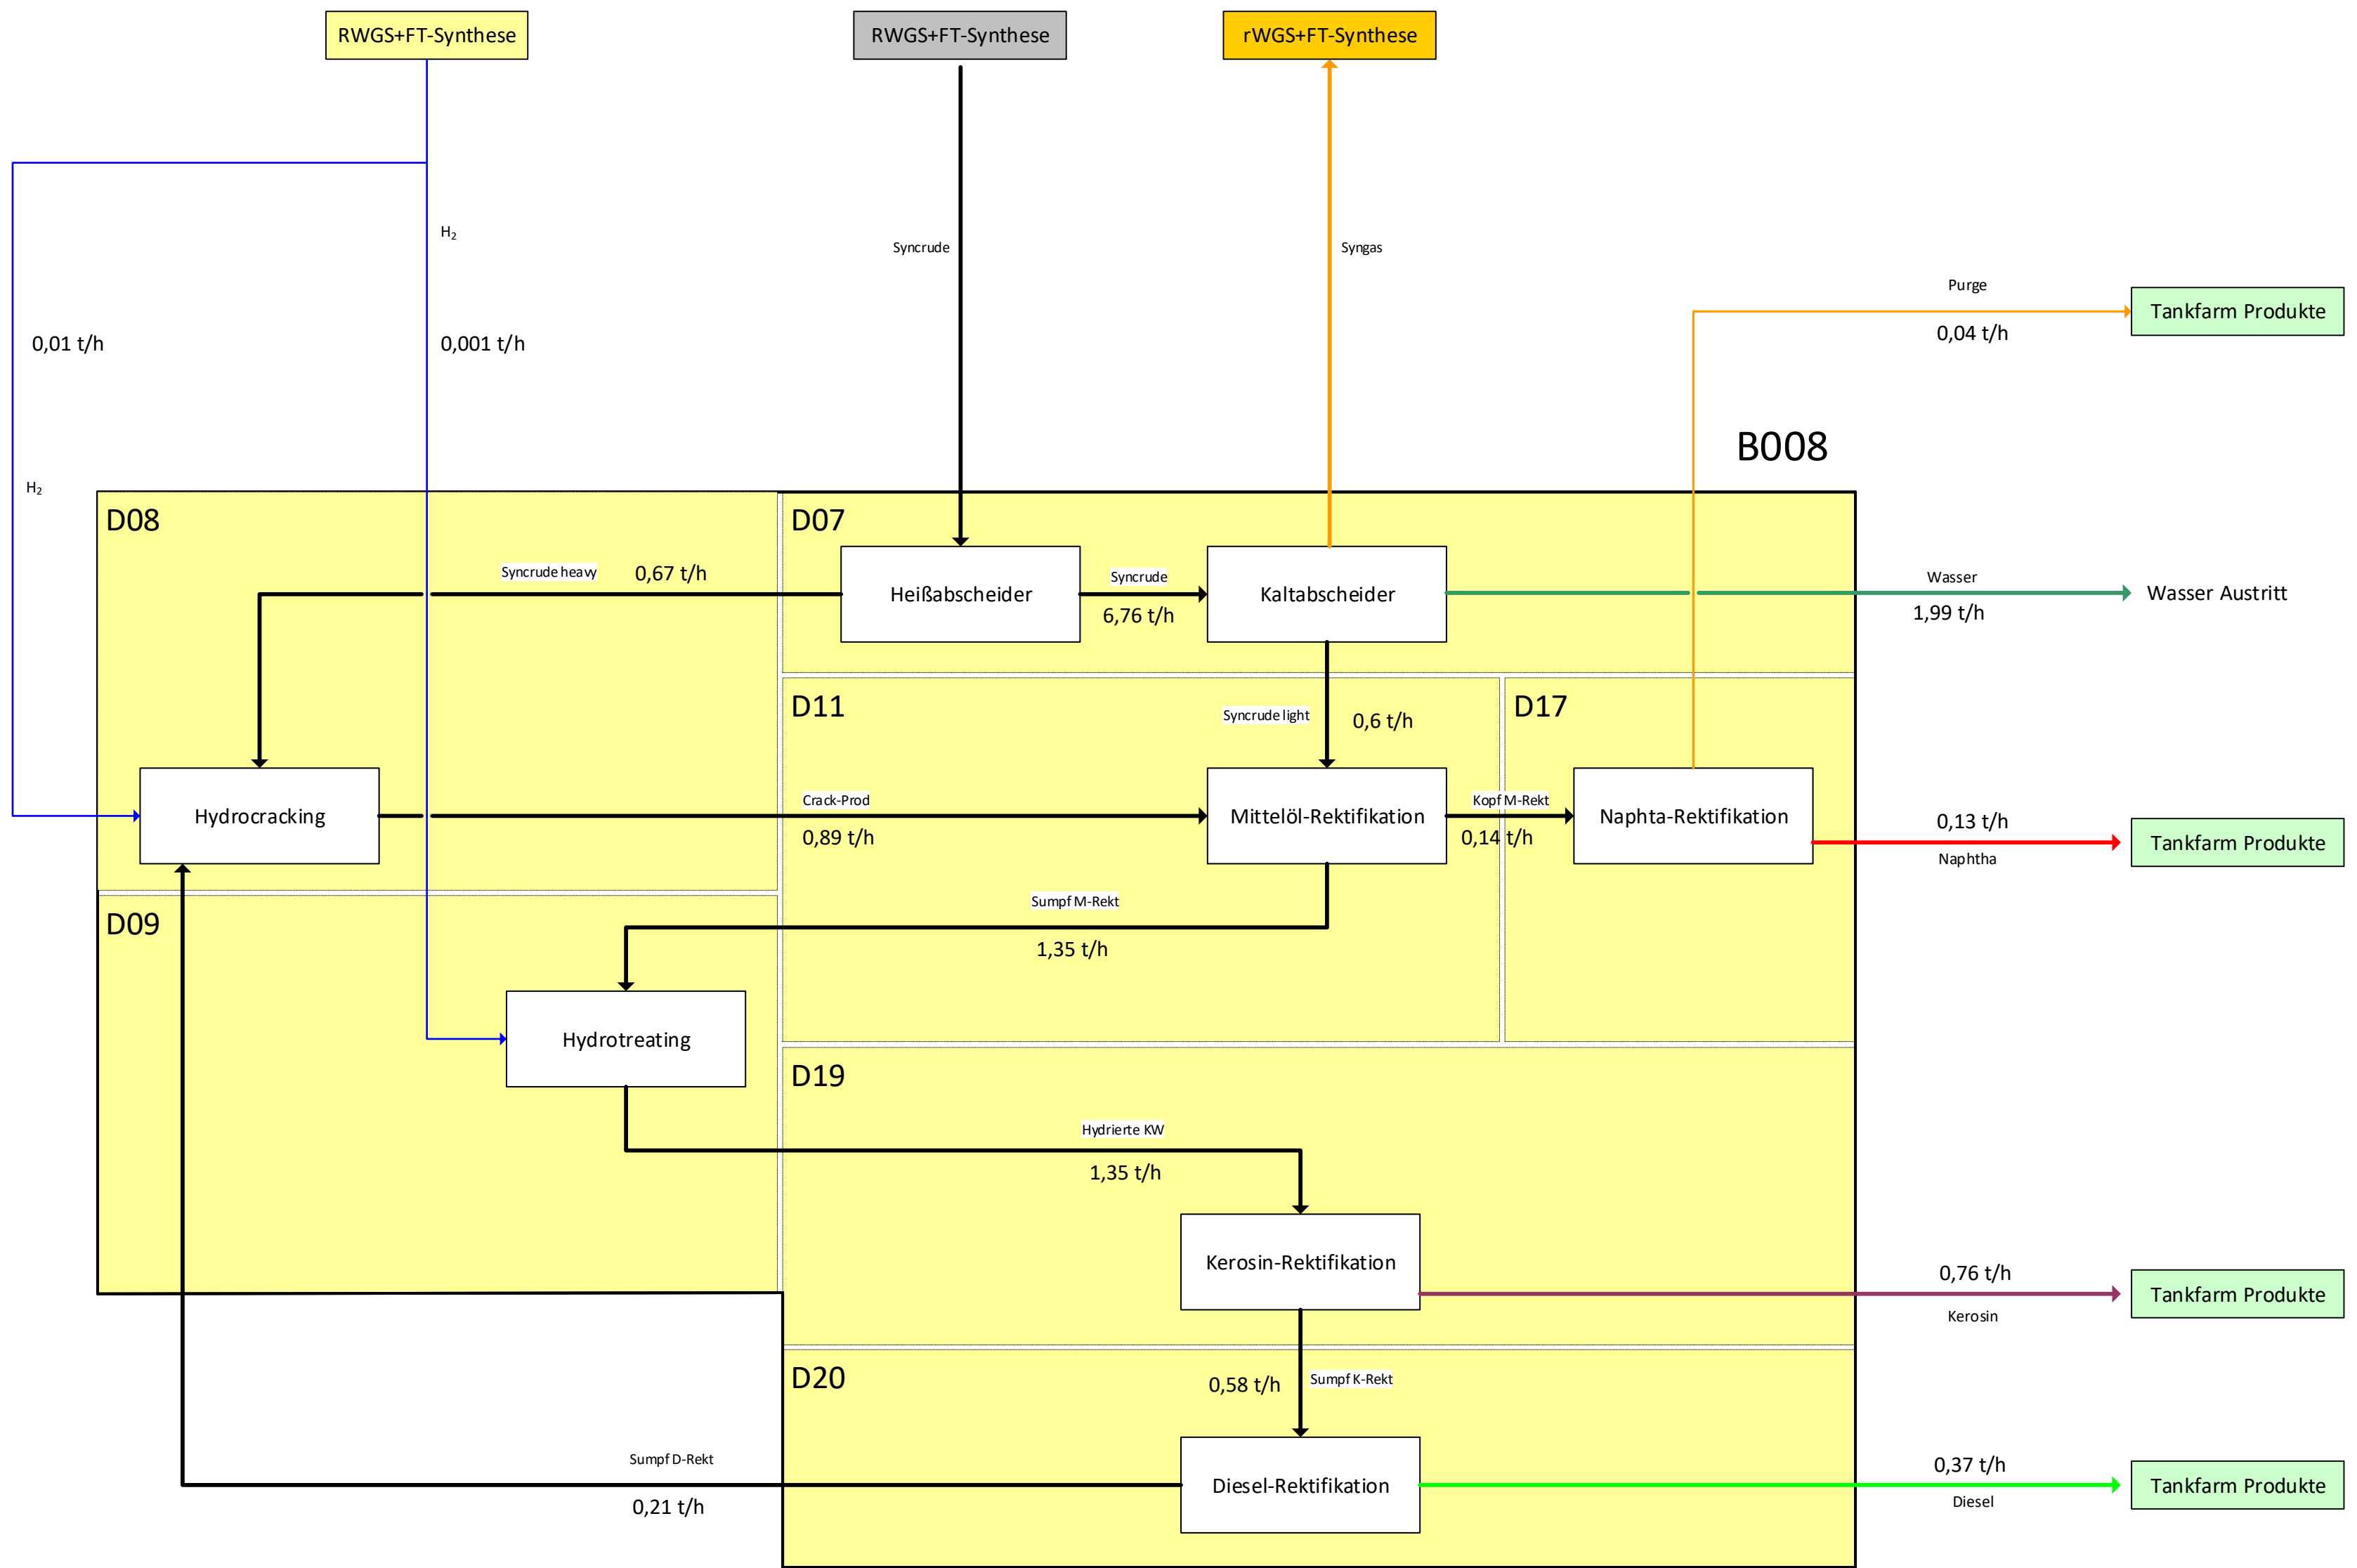 RWGS+FT-Synthese
RWGS+FT-Synthese
rWGS+FT-Synthese
H₂
Syncrude
Syngas
Purge
Tankfarm Produkte
0,01 t/h
0,001 t/h
0,04 t/h
B008
H₂
D08
D07
Syncrude heavy
0,67 t/h
Heißabscheider
Syncrude
6,76 t/h
Kaltabscheider
Wasser
1,99 t/h
Wasser Austritt
D11
Syncrude light
0,6 t/h
D17
Hydrocracking
Crack-Prod
0,89 t/h
Mittelöl-Rektifikation
Kopf M-Rekt
0,14 t/h
Naphta-Rektifikation
0,13 t/h
Naphtha
Tankfarm Produkte
D09
Sumpf M-Rekt
1,35 t/h
Hydrotreating
D19
Hydrierte KW
1,35 t/h
Kerosin-Rektifikation
0,76 t/h
Kerosin
Tankfarm Produkte
D20
0,58 t/h
Sumpf K-Rekt
Sumpf D-Rekt
0,21 t/h
Diesel-Rektifikation
0,37 t/h
Diesel
Tankfarm Produkte